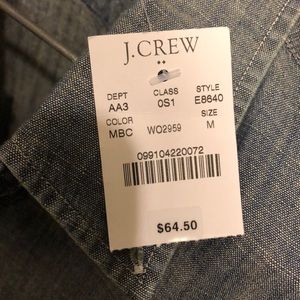 J.CREW
DEPT CLASS STYLE
AA3 0S1 E8640
COLOR SIZE
MBC WO2959 M
099104220072
$64.50